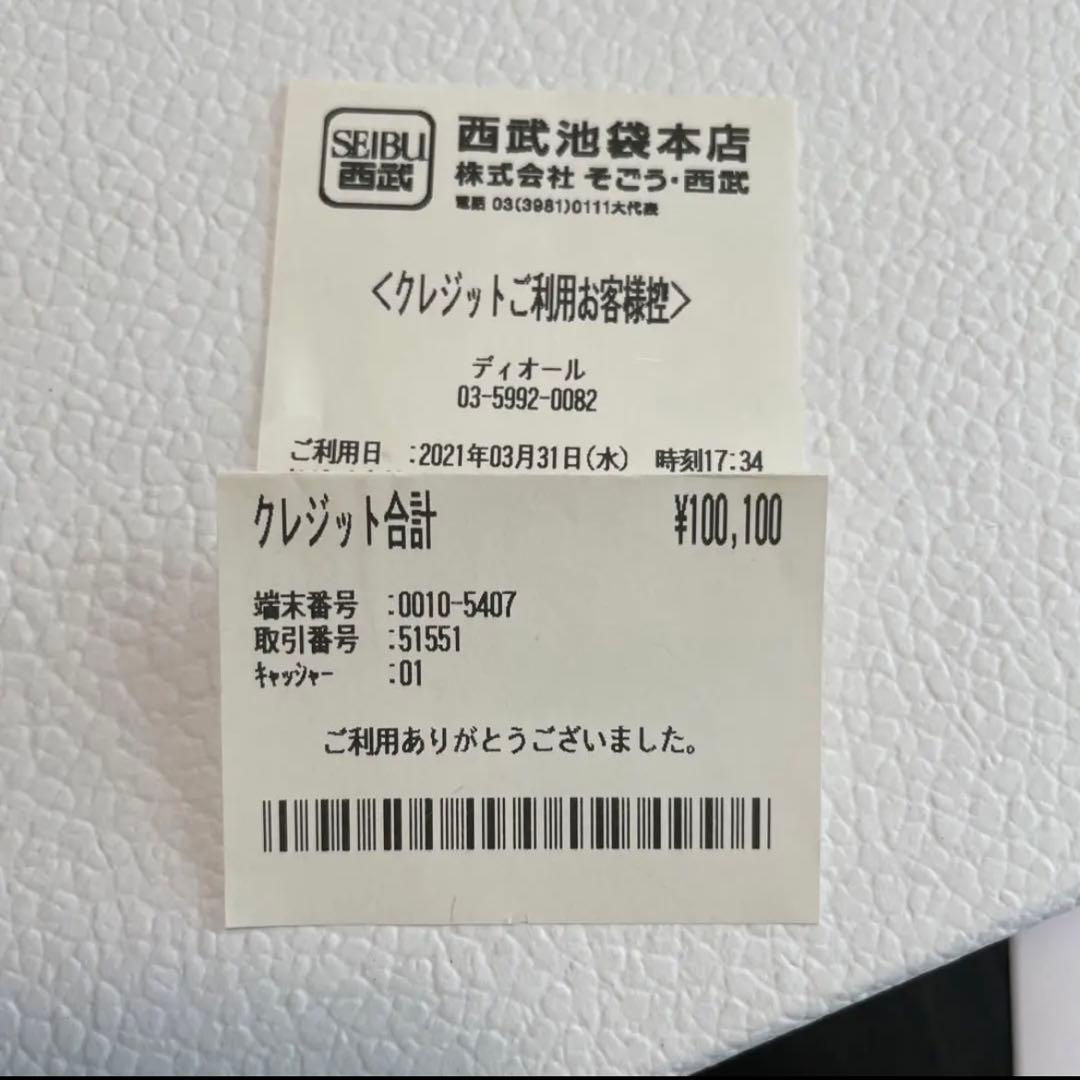 SEIBU
西武
西武池袋本店
株式会社 そごう・西武
電話 03(3981)0111大代表
<クレジットご利用お客様控>
ディオール
03-5992-0082
ご利用日 :2021年03月31日(水) 時刻17:34
クレジット合計 ¥100,100
端末番号 :0010-5407
取引番号 :51551
ｷｬｯｼｬｰ :01
ご利用ありがとうございました。